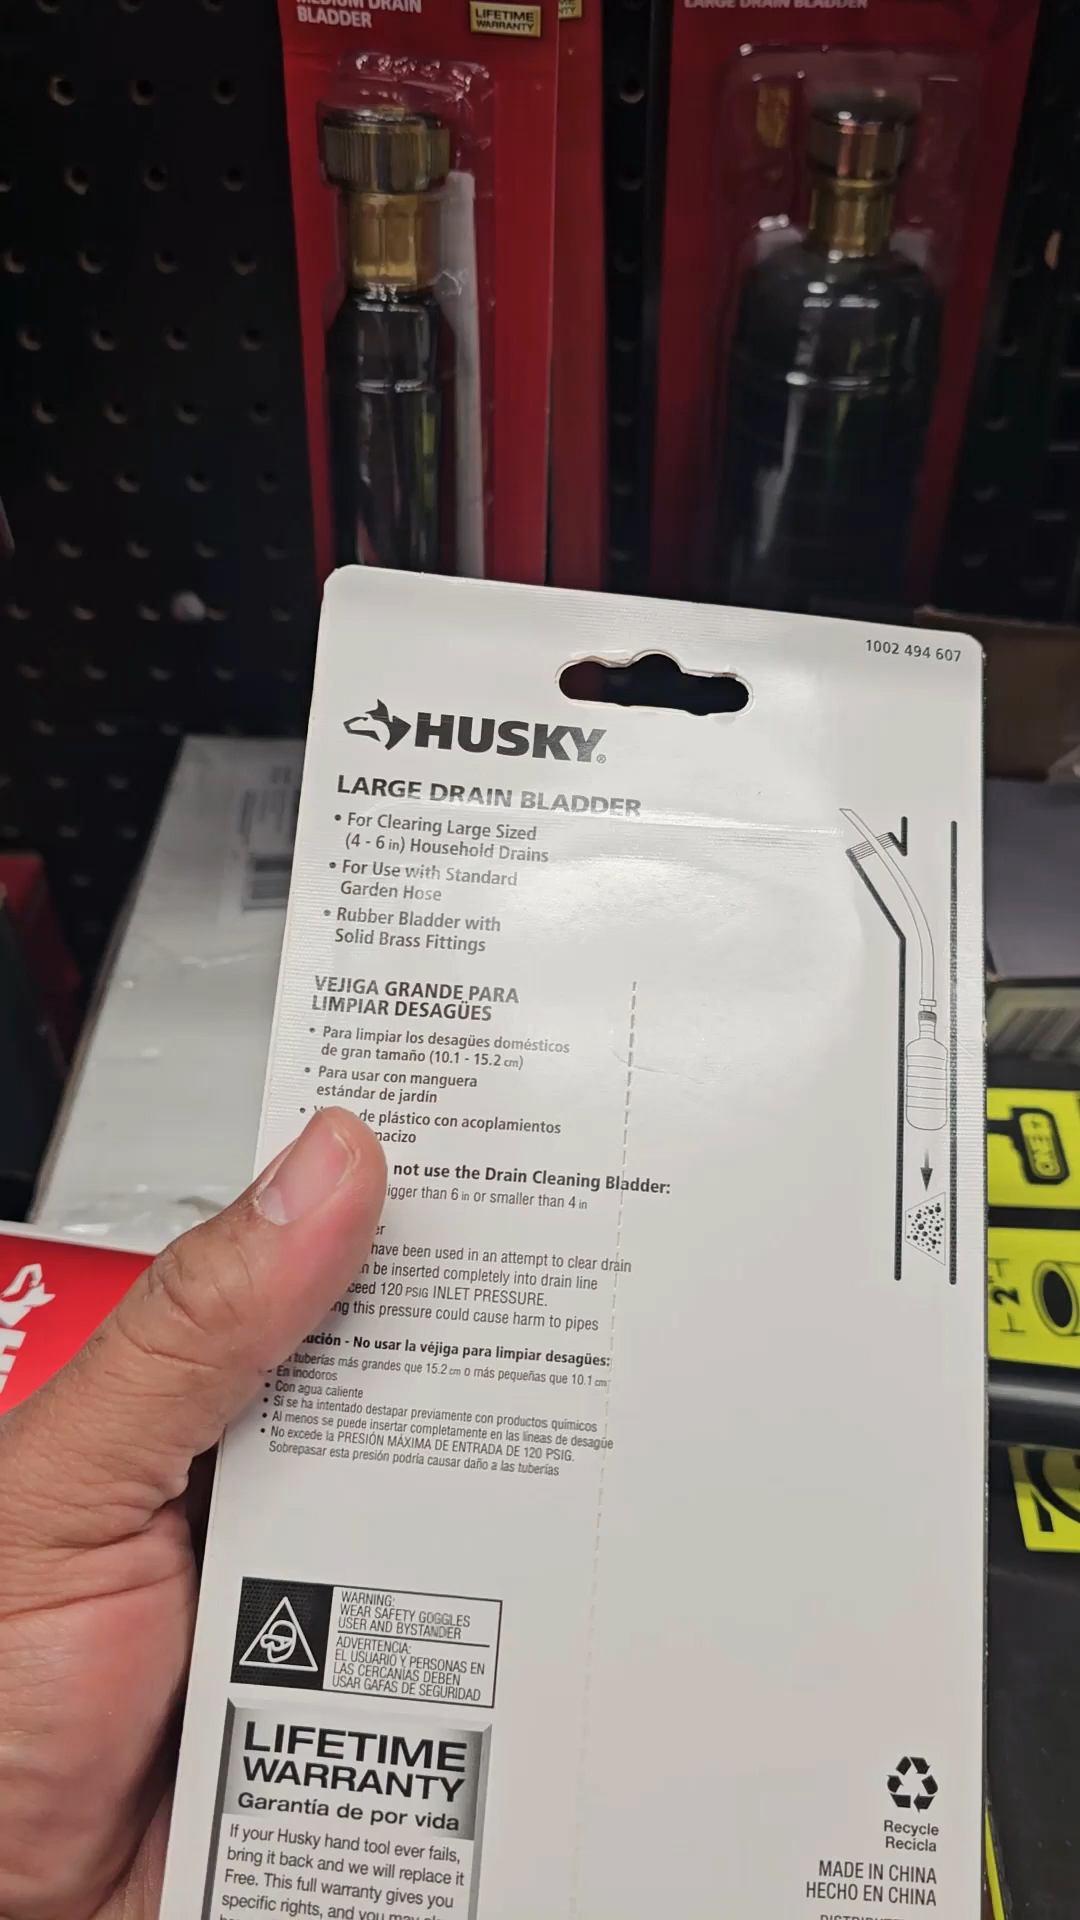 MEDIUM DRAIN
BLADDER
LIFETIME
WARRANTY
LARGE DRAIN BLADDER
1002 494 607
HUSKY®
LARGE DRAIN BLADDER
• For Clearing Large Sized
(4 - 6 in) Household Drains
• For Use with Standard
Garden Hose
• Rubber Bladder with
Solid Brass Fittings
VEJIGA GRANDE PARA
LIMPIAR DESAGÜES
• Para limpiar los desagües domésticos
de gran tamaño (10.1 - 15.2 cm)
• Para usar con manguera
estándar de jardín
• de plástico con acoplamientos
not use the Drain Cleaning Bladder:
than 6 in or smaller than 4 in
have been used in an attempt to clear drain
be inserted completely into drain line
120 PSIG INLET PRESSURE.
this pressure could cause harm to pipes
- No usar la véjiga para limpiar desagües:
tuberías más grandes que 15.2 cm o más pequeñas que 10.1 cm
• En inodoros
• Con agua caliente
• Si se ha intentado destapar previamente con productos químicos
• Al menos se puede insertar completamente en las líneas de desagüe
• No excede la PRESIÓN MÁXIMA DE ENTRADA DE 120 PSIG.
Sobrepasar esta presión podría causar daño a las tuberías
WARNING:
WEAR SAFETY GOGGLES
USER AND BYSTANDER
ADVERTENCIA:
EL USUARIO Y PERSONAS EN
LAS CERCANÍAS DEBEN
USAR GAFAS DE SEGURIDAD
LIFETIME
WARRANTY
Garantía de por vida
If your Husky hand tool ever fails,
bring it back and we will replace it
Free. This full warranty gives you
specific rights, and you may
Recycle
Recicla
MADE IN CHINA
HECHO EN CHINA
2"